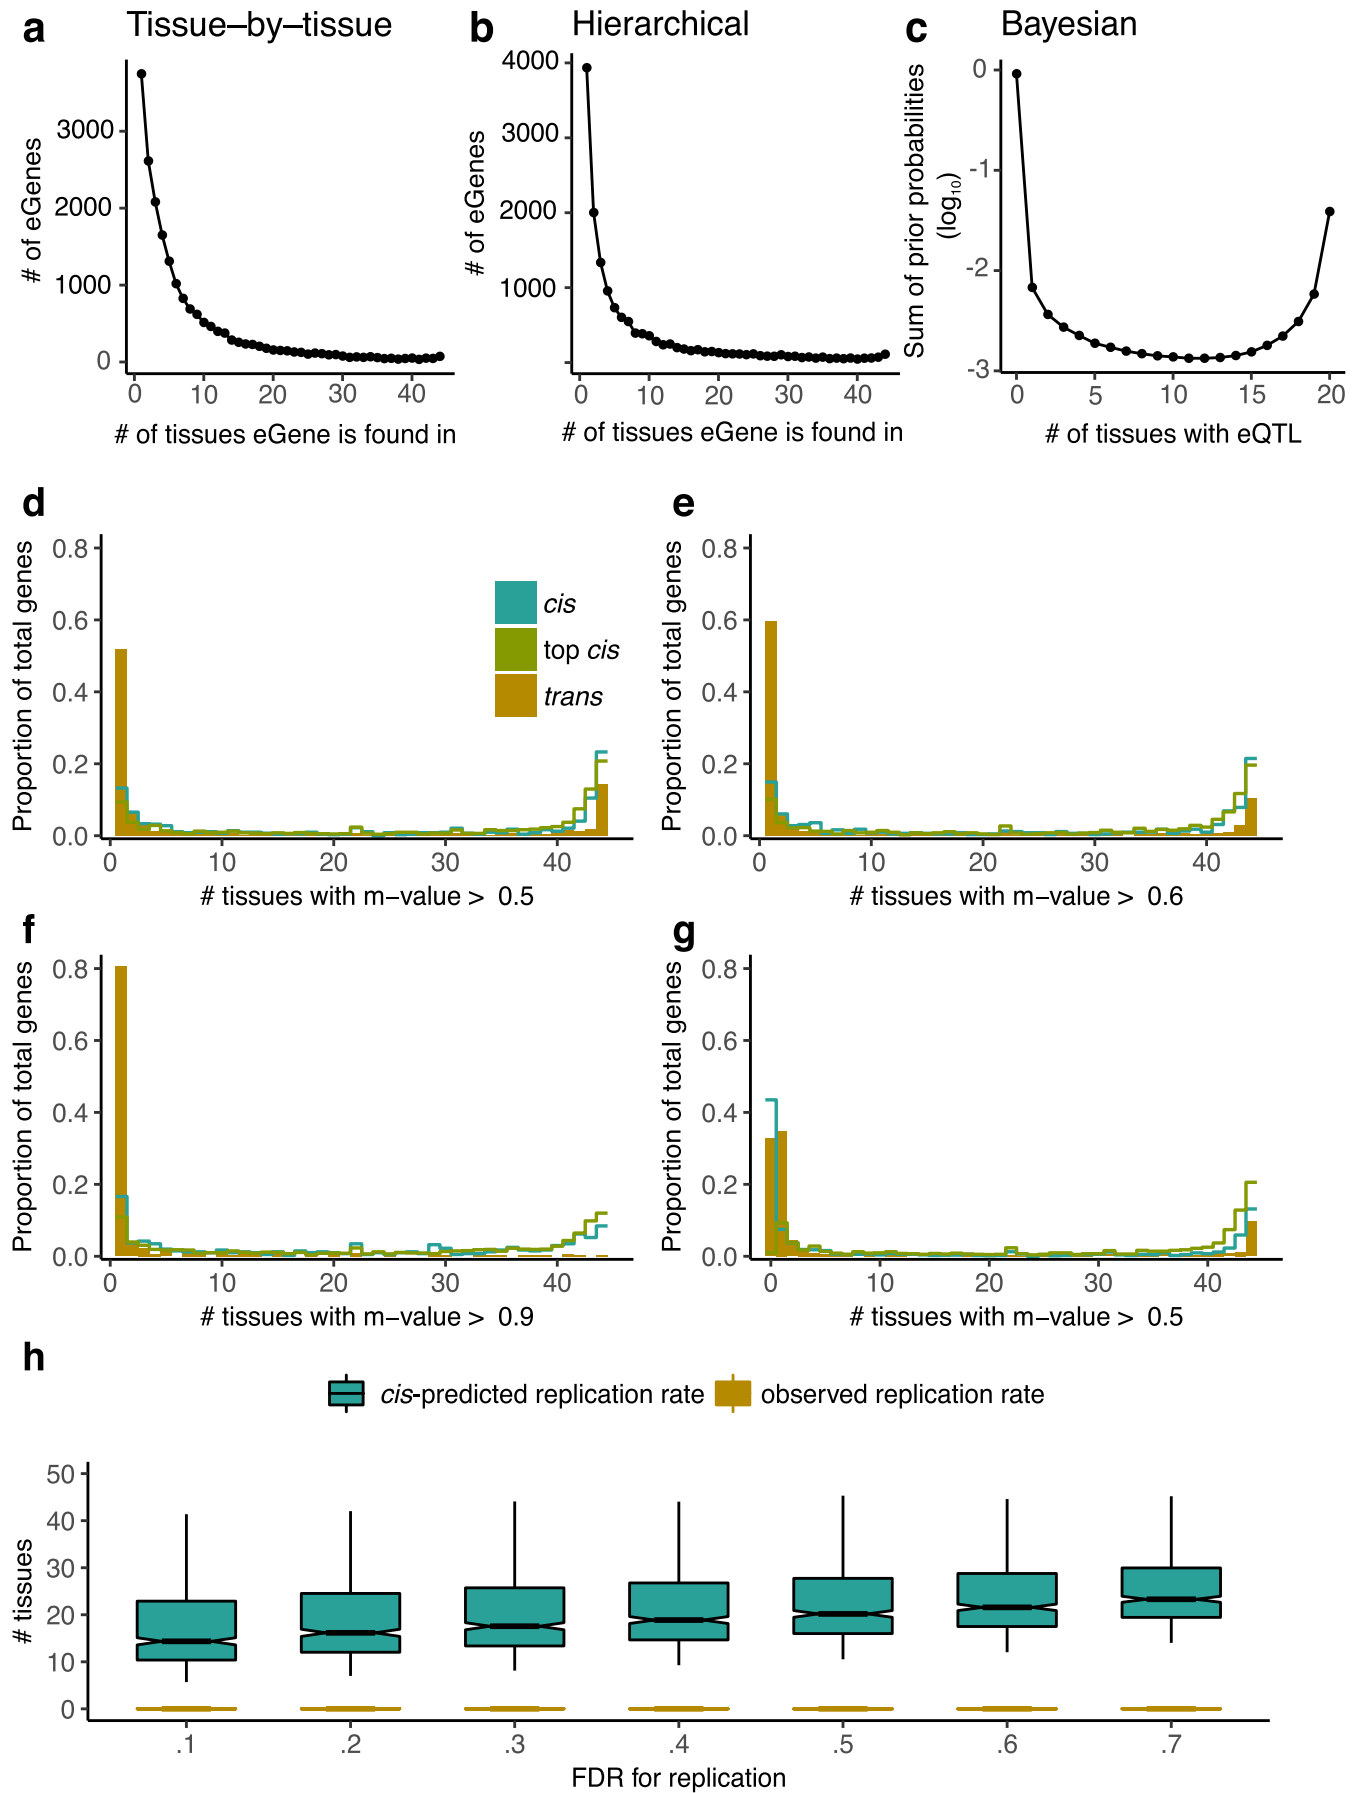 a Tissue–by–tissue
# of eGenes
3000
2000
1000
0
0 10 20 30 40
# of tissues eGene is found in
b Hierarchical
# of eGenes
4000
3000
2000
1000
0 10 20 30 40
# of tissues eGene is found in
c Bayesian
Sum of prior probabilities
(log10)
0
-1
-2
-3
0 5 10 15 20
# of tissues with eQTL
d
Proportion of total genes
0.8
0.6
0.4
0.2
0.0
cis
top cis
trans
0 10 20 30 40
# tissues with m−value > 0.5
e
Proportion of total genes
0.8
0.6
0.4
0.2
0.0
0 10 20 30 40
# tissues with m−value > 0.6
f
Proportion of total genes
0.8
0.6
0.4
0.2
0.0
0 10 20 30 40
# tissues with m−value > 0.9
g
Proportion of total genes
0.8
0.6
0.4
0.2
0.0
0 10 20 30 40
# tissues with m−value > 0.5
h
cis-predicted replication rate observed replication rate
# tissues
50
40
30
20
10
0
.1 .2 .3 .4 .5 .6 .7
FDR for replication